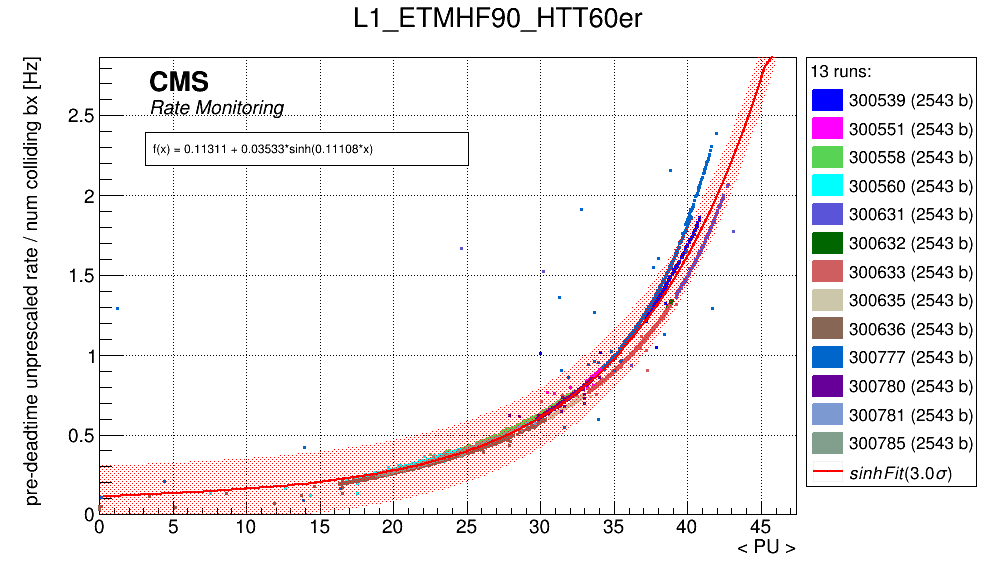 L1_ETMHF90_HTT60er
pre-deadtime unprescaled rate / num colliding bx [Hz]
CMS
Rate Monitoring
f(x) = 0.11311 + 0.03533*sinh(0.11108*x)
2.5
2
1.5
1
0.5
0
0 5 10 15 20 25 30 35 40 45
< PU >
13 runs:
300539 (2543 b)
300551 (2543 b)
300558 (2543 b)
300560 (2543 b)
300631 (2543 b)
300632 (2543 b)
300633 (2543 b)
300635 (2543 b)
300636 (2543 b)
300777 (2543 b)
300780 (2543 b)
300781 (2543 b)
300785 (2543 b)
sinhFit(3.0σ)